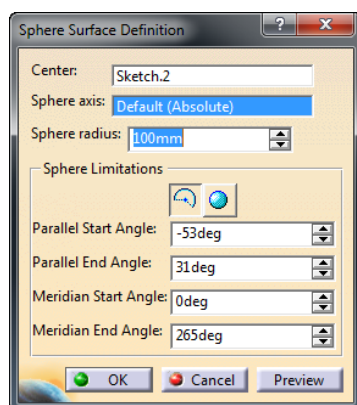 Sphere Surface Definitio
?
X
Center: Sketch.2
Sphere axis: Default (Absolute)
Sphere radius: 100mm
Sphere Limitations
Parallel Start Angle: -53deg
Parallel End Angle: 31deg
Meridian Start Angle: 0deg
Meridian End Angle: 265deg
OK Cancel Preview